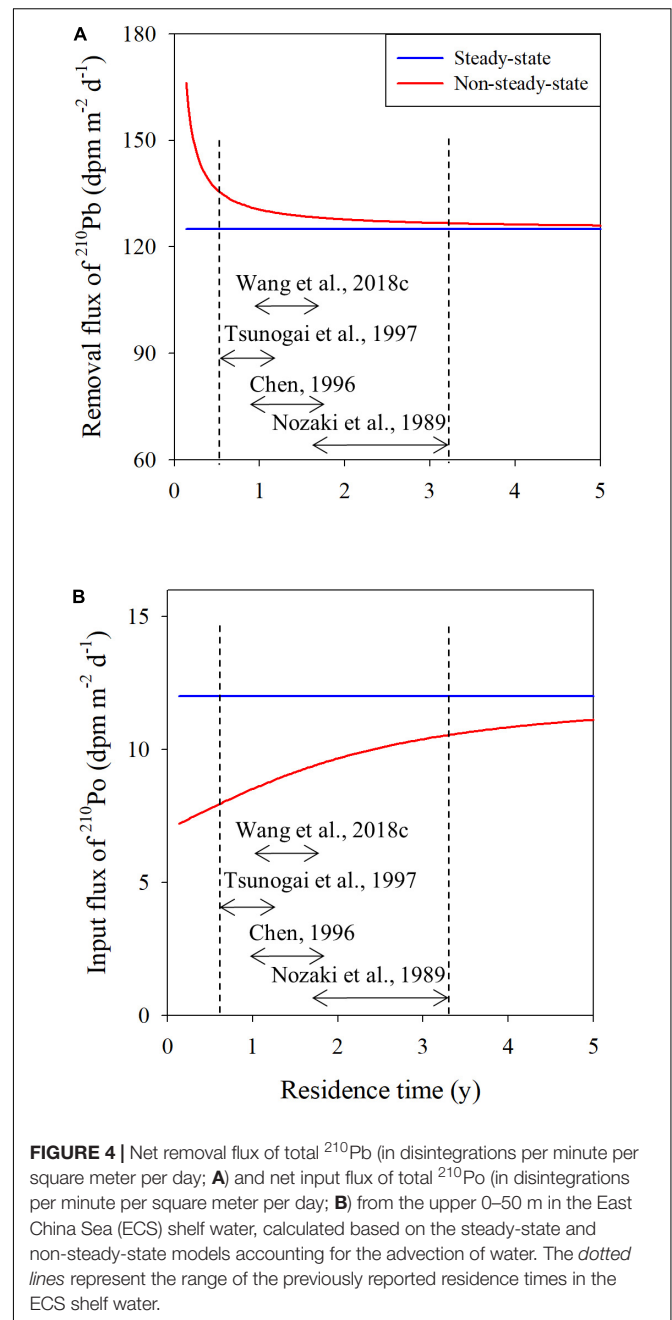 A
180
150
120
90
60
Removal flux of ²¹⁰Pb (dpm m⁻² d⁻¹)
Steady-state
Non-steady-state
Wang et al., 2018c
Tsunogai et al., 1997
Chen, 1996
Nozaki et al., 1989
0 1 2 3 4 5
B
15
10
5
0
Input flux of ²¹⁰Po (dpm m⁻² d⁻¹)
Wang et al., 2018c
Tsunogai et al., 1997
Chen, 1996
Nozaki et al., 1989
0 1 2 3 4 5
Residence time (y)
FIGURE 4 | Net removal flux of total ²¹⁰Pb (in disintegrations per minute per
square meter per day; A) and net input flux of total ²¹⁰Po (in disintegrations
per minute per square meter per day; B) from the upper 0–50 m in the East
China Sea (ECS) shelf water, calculated based on the steady-state and
non-steady-state models accounting for the advection of water. The dotted
lines represent the range of the previously reported residence times in the
ECS shelf water.